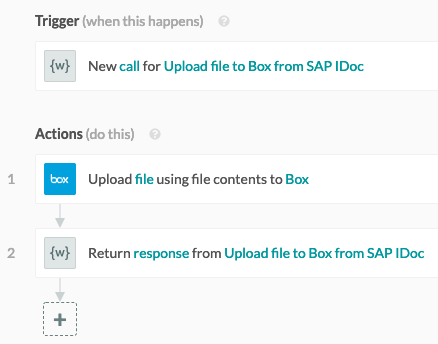 Trigger (when this happens) ?
{w} New call for Upload file to Box from SAP IDoc
Actions (do this) ?
1 box Upload file using file contents to Box
2 {w} Return response from Upload file to Box from SAP IDoc
+